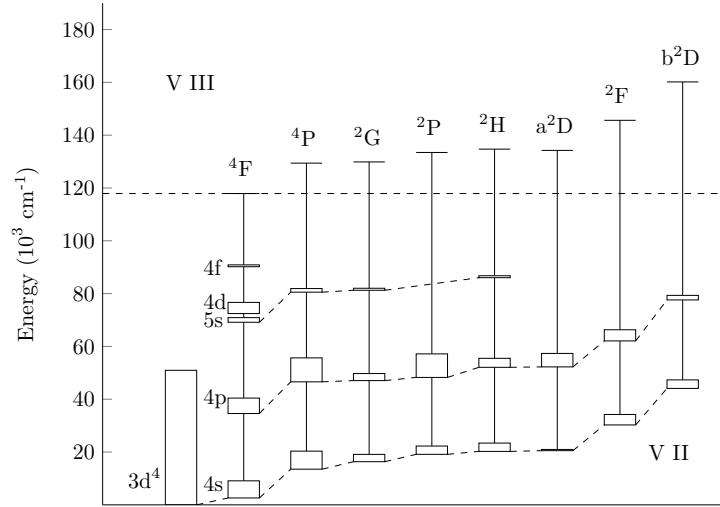 180
160
140
120
100
80
60
40
20
Energy (10³ cm⁻¹)
V III
⁴F
⁴P
²G
²P
²H
a²D
²F
b²D
4f
4d
5s
4p
4s
3d⁴
V II